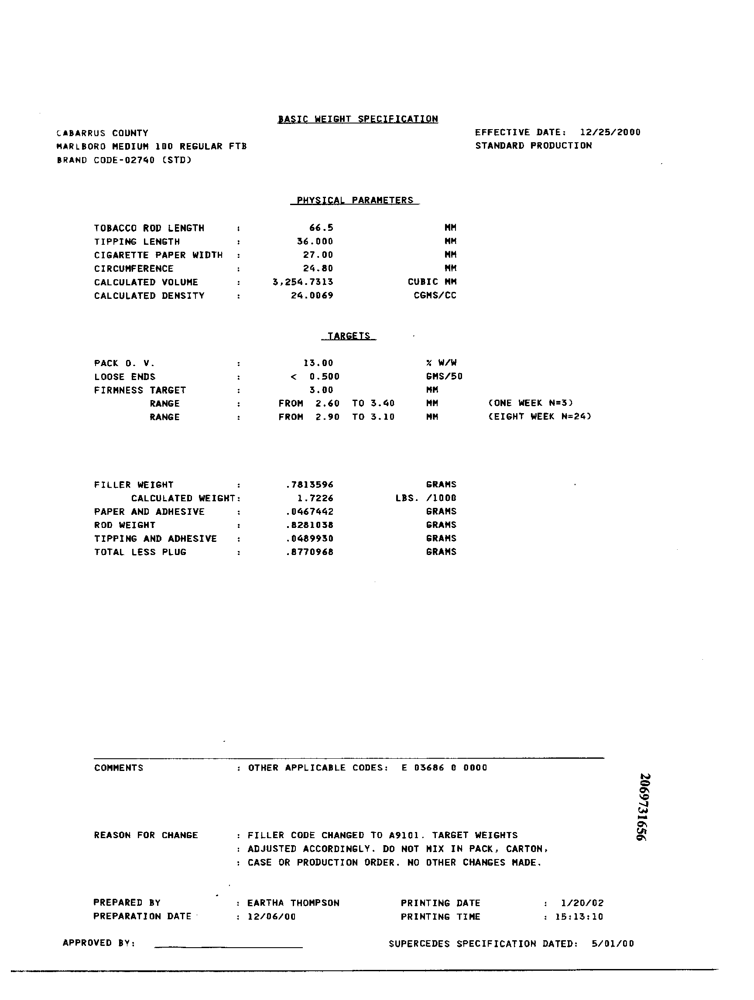 BASIC WEIGHT SPECIFICATION
CABARRUS COUNTY EFFECTIVE DATE: 12/25/2000
MARLBORO MEDIUM 100 REGULAR FTB STANDARD PRODUCTION
BRAND CODE-02740 (STD)
PHYSICAL PARAMETERS
TOBACCO ROD LENGTH : 66.5 MM
TIPPING LENGTH : 36.000 MM
CIGARETTE PAPER WIDTH : 27.00 MM
CIRCUMFERENCE : 24.80 MM
CALCULATED VOLUME : 3,254.7313 CUBIC MM
CALCULATED DENSITY : 24.0069 CGMS/CC
TARGETS
PACK O. V. : 13.00 % W/W
LOOSE ENDS : < 0.500 GMS/50
FIRMNESS TARGET : 3.00 MM
RANGE : FROM 2.60 TO 3.40 MM (ONE WEEK N=3)
RANGE : FROM 2.90 TO 3.10 MM (EIGHT WEEK N=24)
FILLER WEIGHT : .7813596 GRAMS
CALCULATED WEIGHT: 1.7226 LBS. /1000
PAPER AND ADHESIVE : .0467442 GRAMS
ROD WEIGHT : .8281038 GRAMS
TIPPING AND ADHESIVE : .0489930 GRAMS
TOTAL LESS PLUG : .8770968 GRAMS
COMMENTS : OTHER APPLICABLE CODES: E 03686 0 0000
2069731656
REASON FOR CHANGE : FILLER CODE CHANGED TO A9101. TARGET WEIGHTS
: ADJUSTED ACCORDINGLY. DO NOT MIX IN PACK, CARTON,
: CASE OR PRODUCTION ORDER. NO OTHER CHANGES MADE.
PREPARED BY : EARTHA THOMPSON PRINTING DATE : 1/20/02
PREPARATION DATE : 12/06/00 PRINTING TIME : 15:13:10
APPROVED BY: SUPERCEDES SPECIFICATION DATED: 5/01/00